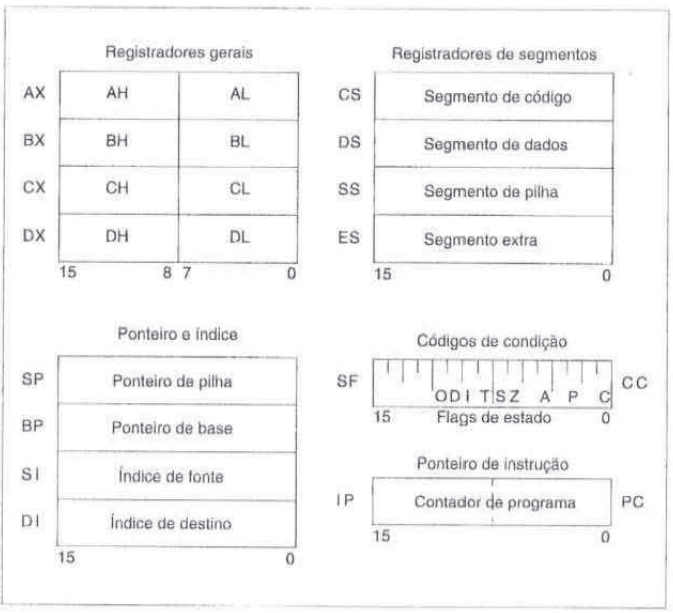 Registradores gerais
AX AH AL
BX BH BL
CX CH CL
DX DH DL
15 8 7 0
Registradores de segmentos
CS Segmento de código
DS Segmento de dados
SS Segmento de pilha
ES Segmento extra
15 0
Ponteiro e índice
SP Ponteiro de pilha
BP Ponteiro de base
SI Índice de fonte
DI Índice de destino
15 0
Códigos de condição
SF O D I T S Z A P C CC
15 Flags de estado 0
Ponteiro de instrução
IP Contador de programa PC
15 0